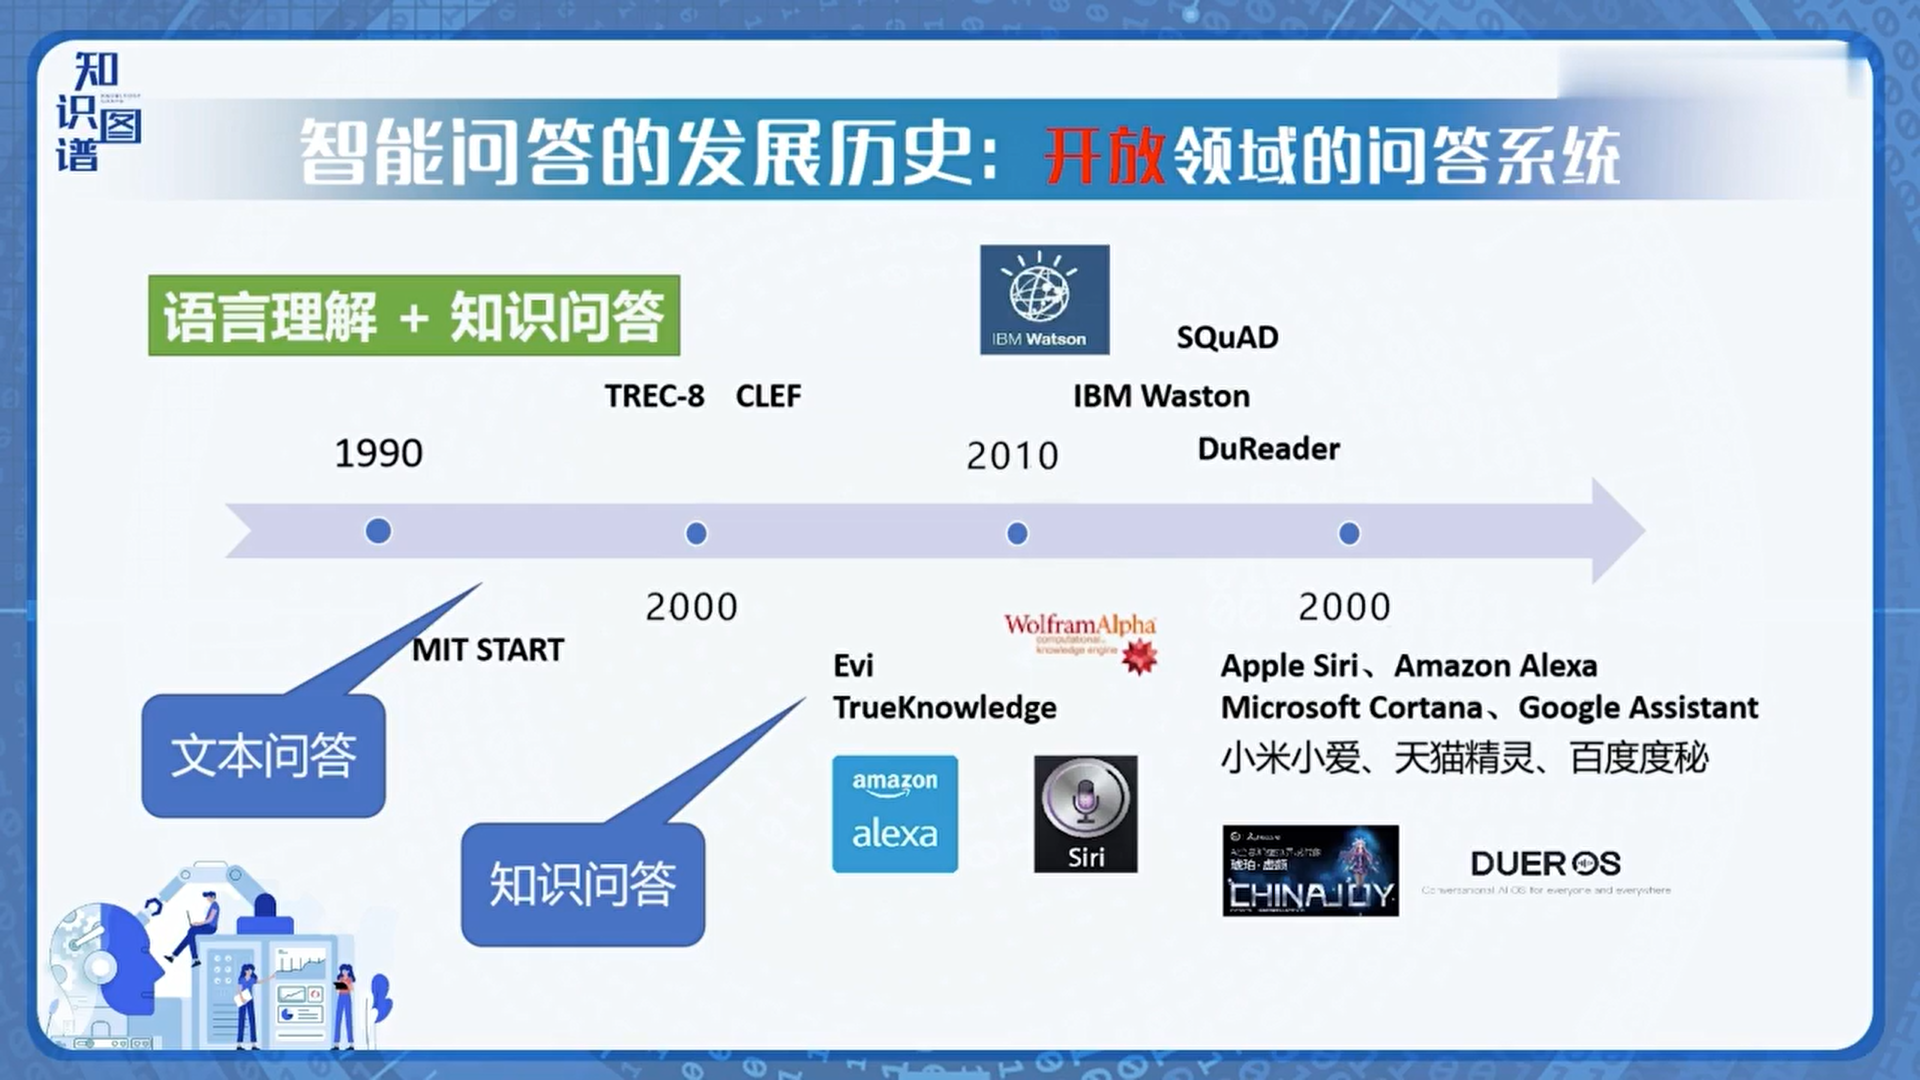 知识图谱
智能问答的发展历史：开放领域的问答系统
语言理解 + 知识问答
IBM Watson
SQuAD
TREC-8 CLEF
IBM Waston
1990
2010
DuReader
2000
2000
MIT START
WolframAlpha
computational
knowledge engine
Evi
TrueKnowledge
Apple Siri、Amazon Alexa
Microsoft Cortana、Google Assistant
小米小爱、天猫精灵、百度度秘
文本问答
知识问答
amazon
alexa
Siri
琥珀·虚颜
CHINAJOY
DUER OS
Conversational AI OS for everyone and everywhere